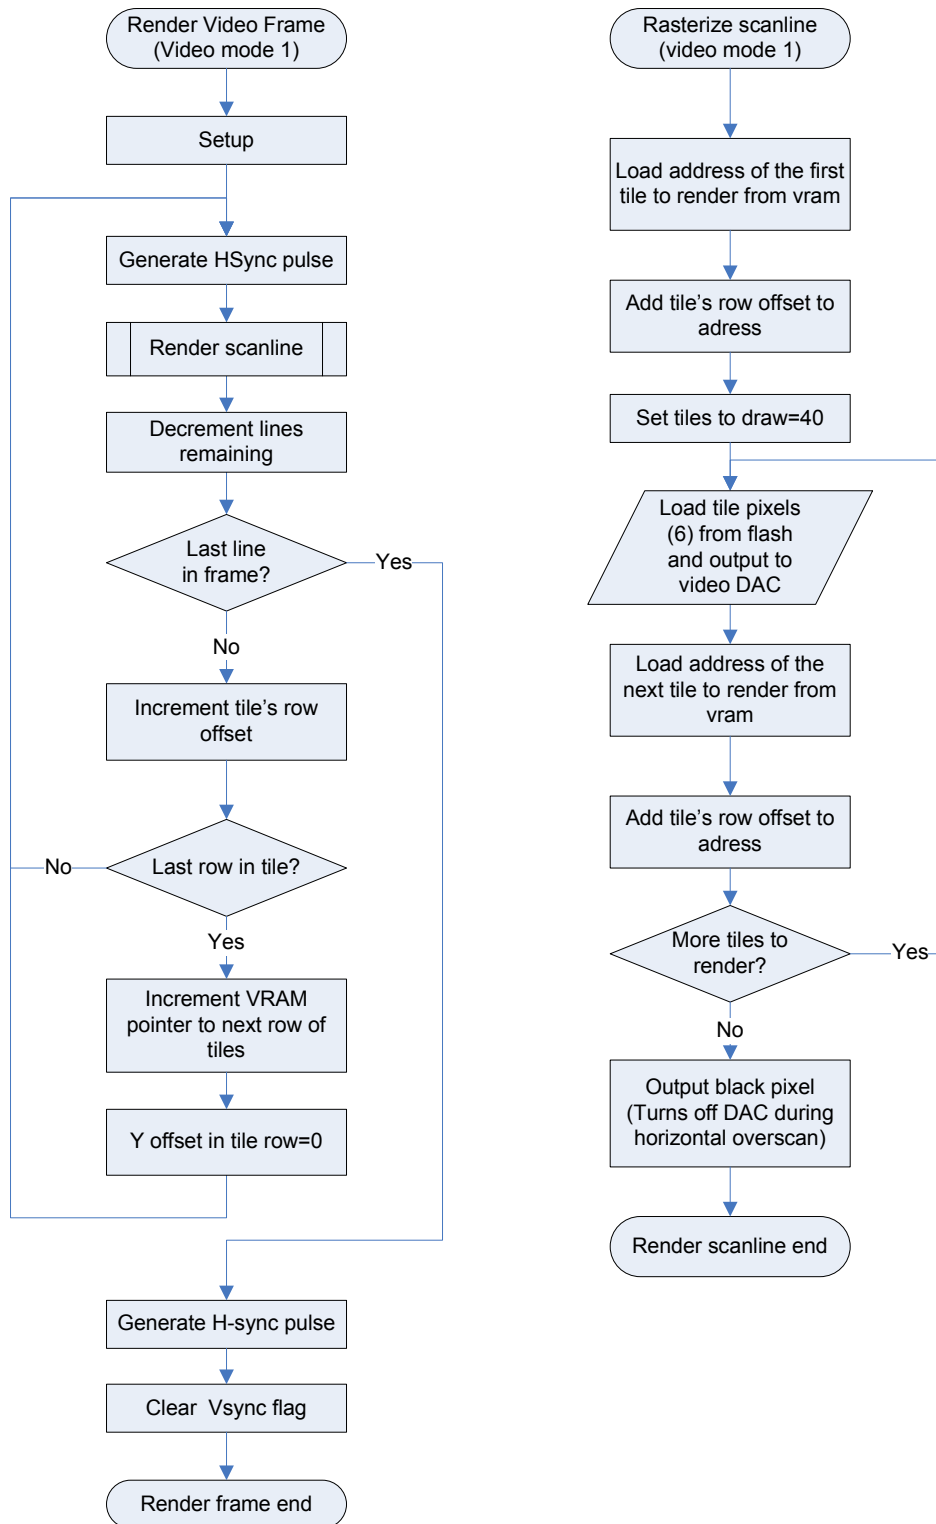 Render Video Frame
(Video mode 1)
Setup
Generate HSync pulse
Render scanline
Decrement lines
remaining
Last line
in frame?
Yes
No
Increment tile's row
offset
Last row in tile?
No
Yes
Increment VRAM
pointer to next row of
tiles
Y offset in tile row=0
Generate H-sync pulse
Clear Vsync flag
Render frame end
Rasterize scanline
(video mode 1)
Load address of the first
tile to render from vram
Add tile's row offset to
adress
Set tiles to draw=40
Load tile pixels
(6) from flash
and output to
video DAC
Load address of the
next tile to render from
vram
Add tile's row offset to
adress
More tiles to
render?
Yes
No
Output black pixel
(Turns off DAC during
horizontal overscan)
Render scanline end